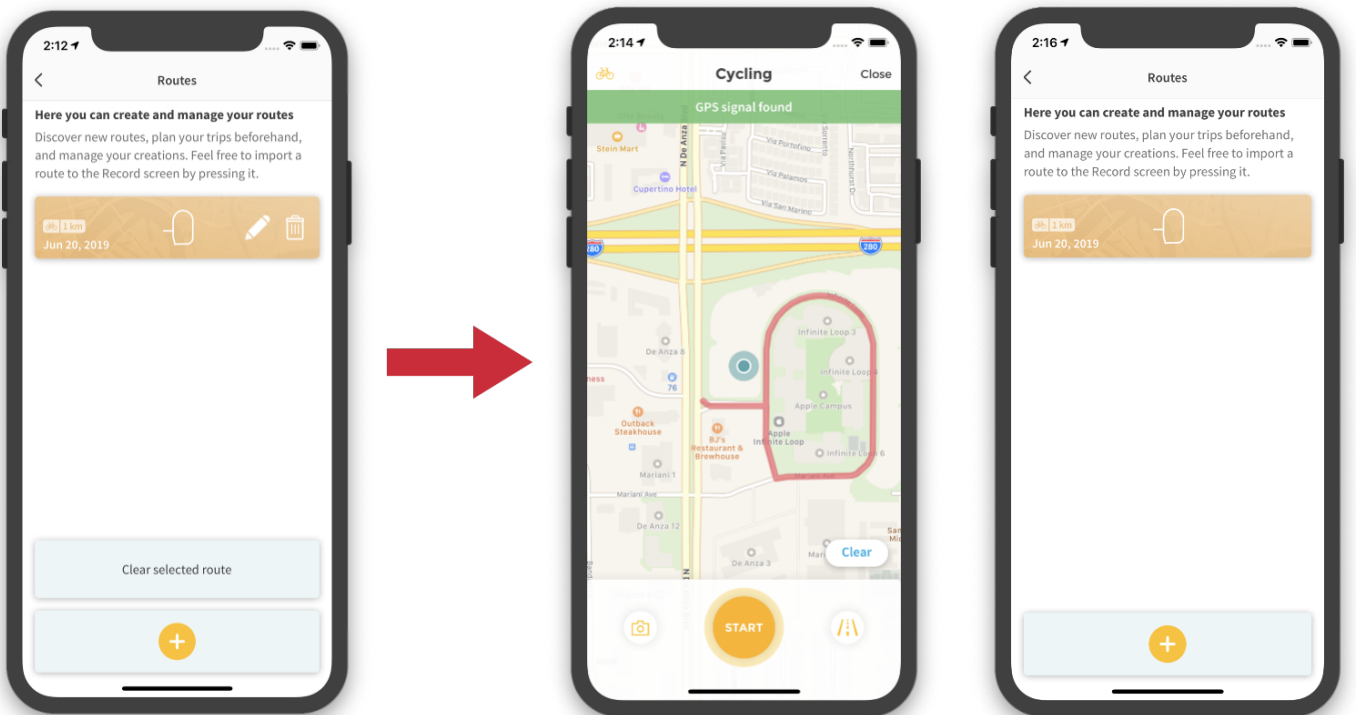 2:12
Routes
Here you can create and manage your routes
Discover new routes, plan your trips beforehand,
and manage your creations. Feel free to import a
route to the Record screen by pressing it.
1 km
Jun 20, 2019
Clear selected route
2:14
Cycling
Close
GPS signal found
N De Anza
Via Portofino
Sorrento
Northhurst Dr
Stein Mart
Via Palamos
Cupertino Hotel
Via San Marino
280
280
Infinite Loop 3
De Anza 8
Infinite Loop 4
76
Apple Campus
Outback
Steakhouse
Apple
Infinite Loop
BJ's
Restaurant &
Brewhouse
Infinite Loop 6
Mariani 1
Mariani Ave
Mariani Ave
De Anza 12
De Anza 3
Clear
START
2:16
Routes
Here you can create and manage your routes
Discover new routes, plan your trips beforehand,
and manage your creations. Feel free to import a
route to the Record screen by pressing it.
1 km
Jun 20, 2019